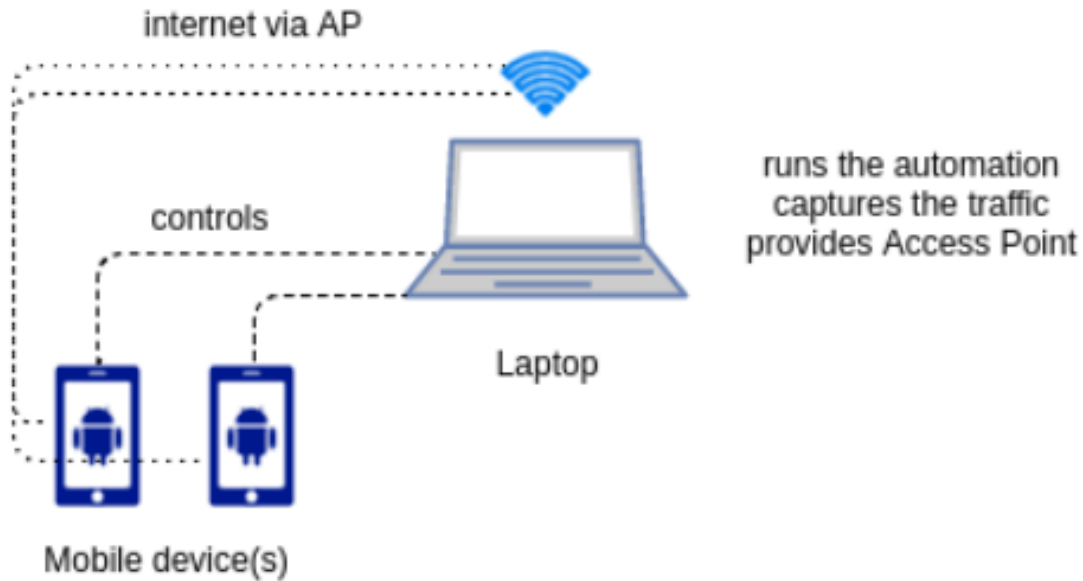 internet via AP
runs the automation
captures the traffic
provides Access Point
controls
Laptop
Mobile device(s)